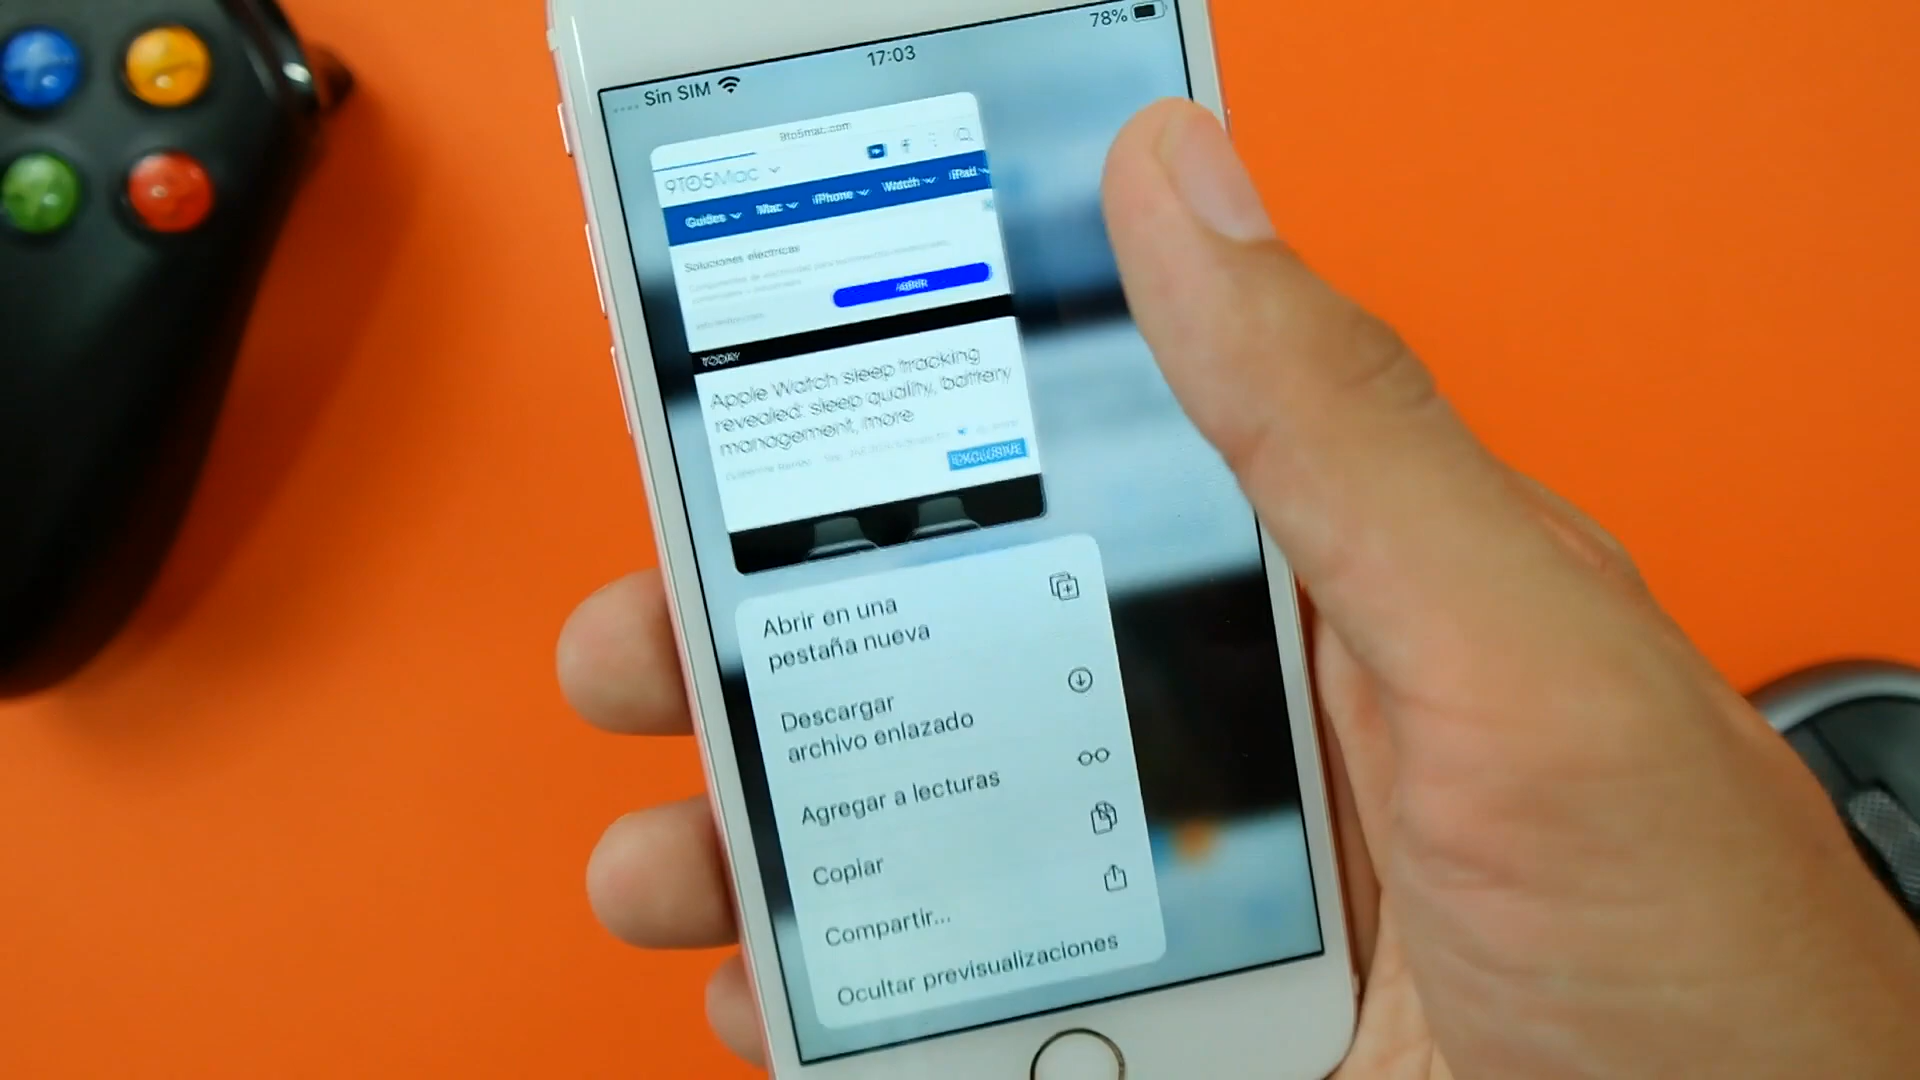 78%
17:03
Sin SIM
9to5mac.com
9TO5Mac
Guides Mac iPhone Watch iPad
Soluciones electricas
ABRIR
TODAY
Apple Watch sleep tracking
revealed: sleep quality, battery
management, more
EXCLUSIVE
Abrir en una
pestaña nueva
Descargar
archivo enlazado
Agregar a lecturas
Copiar
Compartir...
Ocultar previsualizaciones